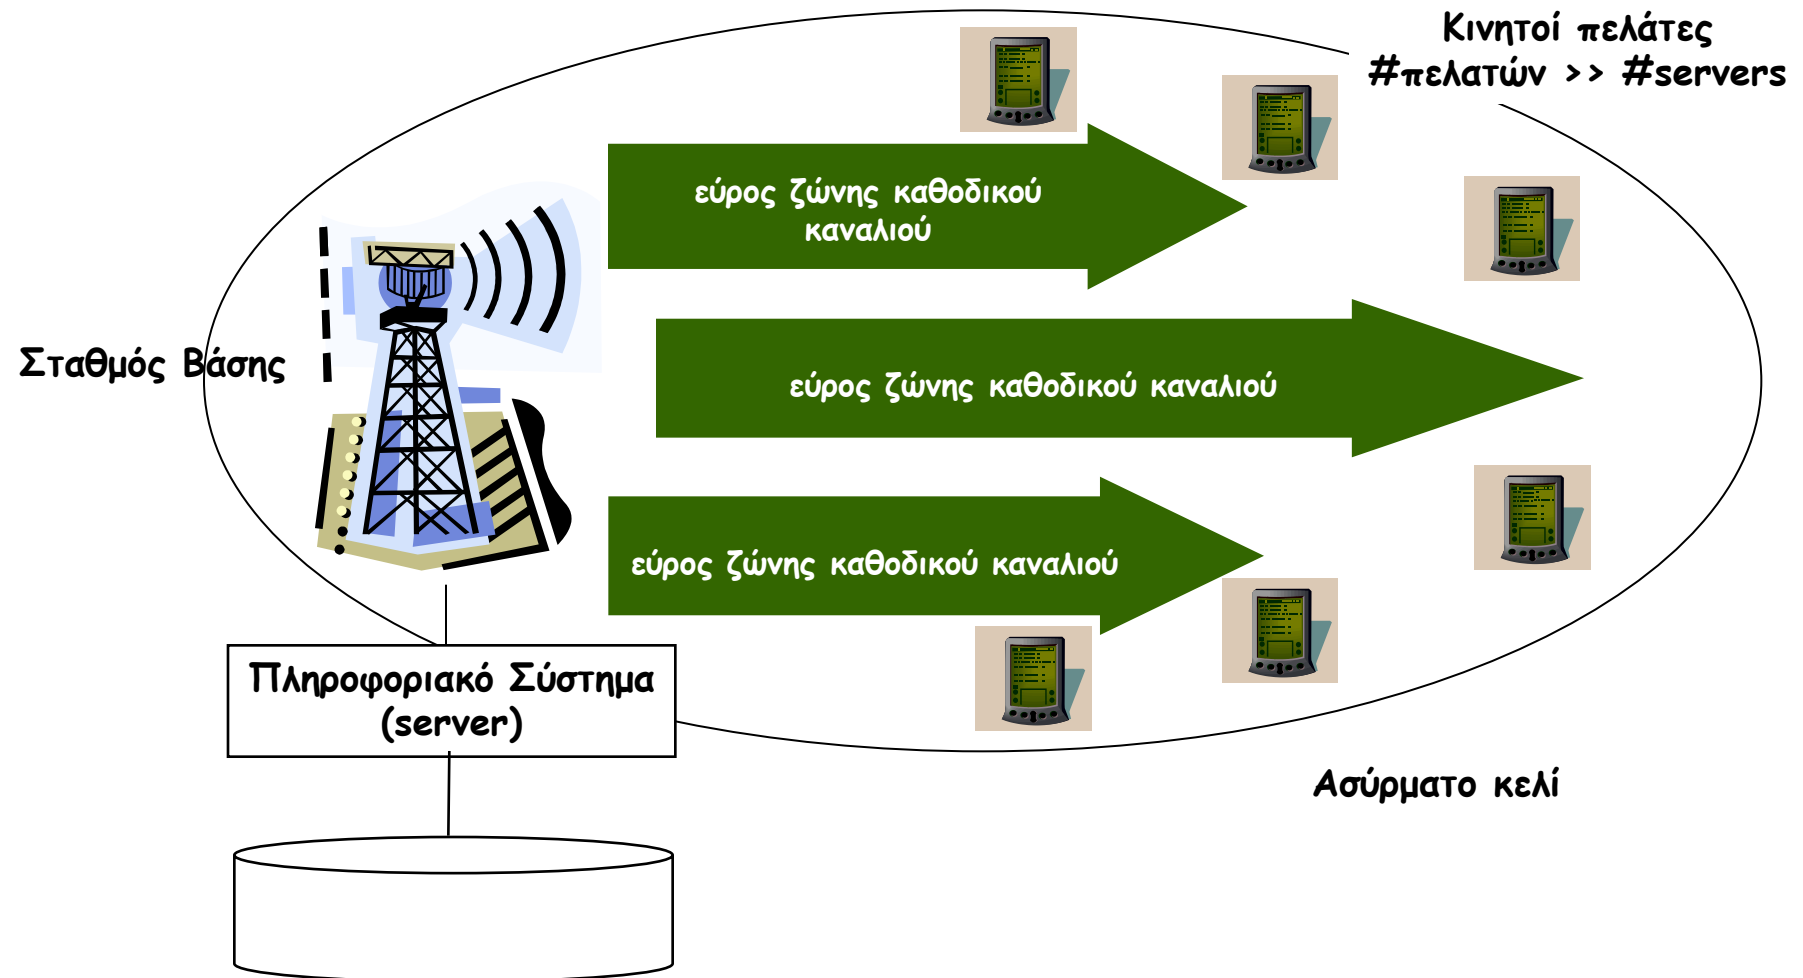 Κινητοί πελάτες
#πελατών >> #servers
εύρος ζώνης καθοδικού
καναλιού
Σταθμός Βάσης
εύρος ζώνης καθοδικού καναλιού
εύρος ζώνης καθοδικού καναλιού
Πληροφοριακό Σύστημα
(server)
Ασύρματο κελί